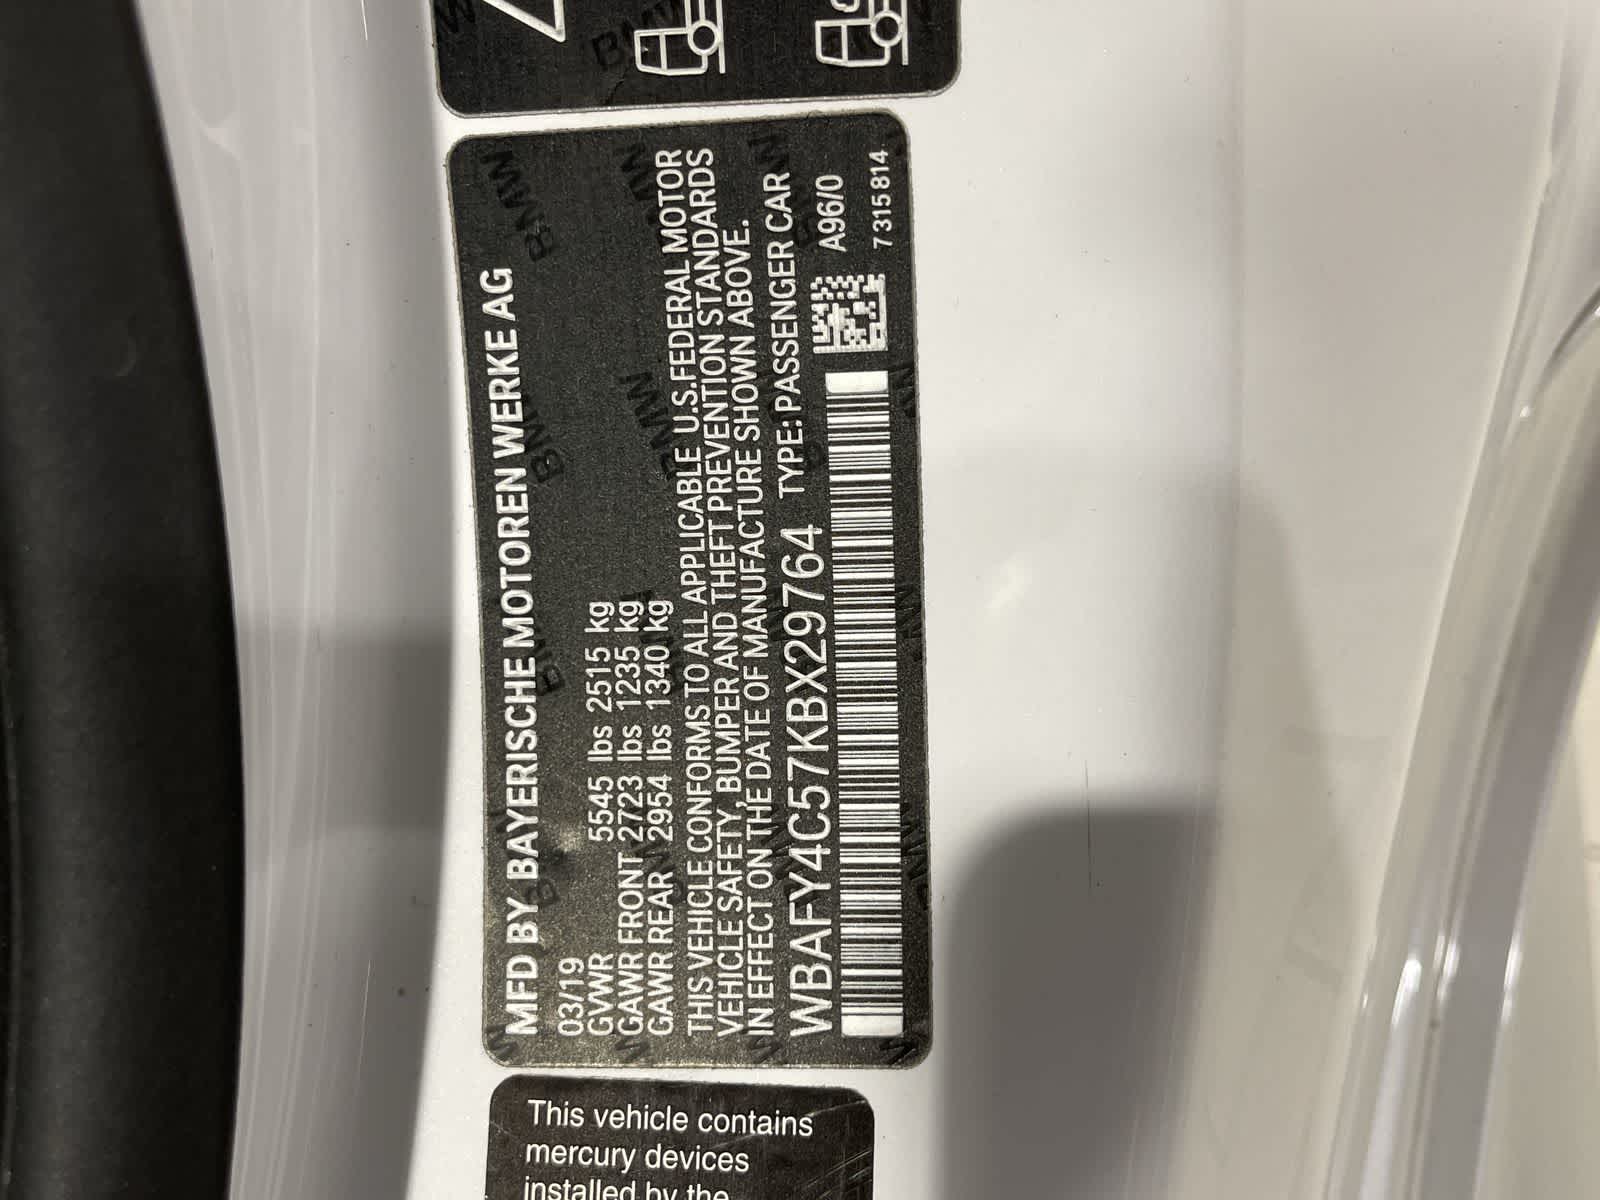 MFD BY BAYERISCHE MOTOREN WERKE AG
03/19
GVWR 5545 lbs 2515 kg
GAWR FRONT 2723 lbs 1235 kg
GAWR REAR 2954 lbs 1340 kg
THIS VEHICLE CONFORMS TO ALL APPLICABLE U.S.FEDERAL MOTOR
VEHICLE SAFETY, BUMPER AND THEFT PREVENTION STANDARDS
IN EFFECT ON THE DATE OF MANUFACTURE SHOWN ABOVE.
WBAFY4C57KBX29764 TYPE: PASSENGER CAR
A96/0
7315814
This vehicle contains
mercury devices
installed by the